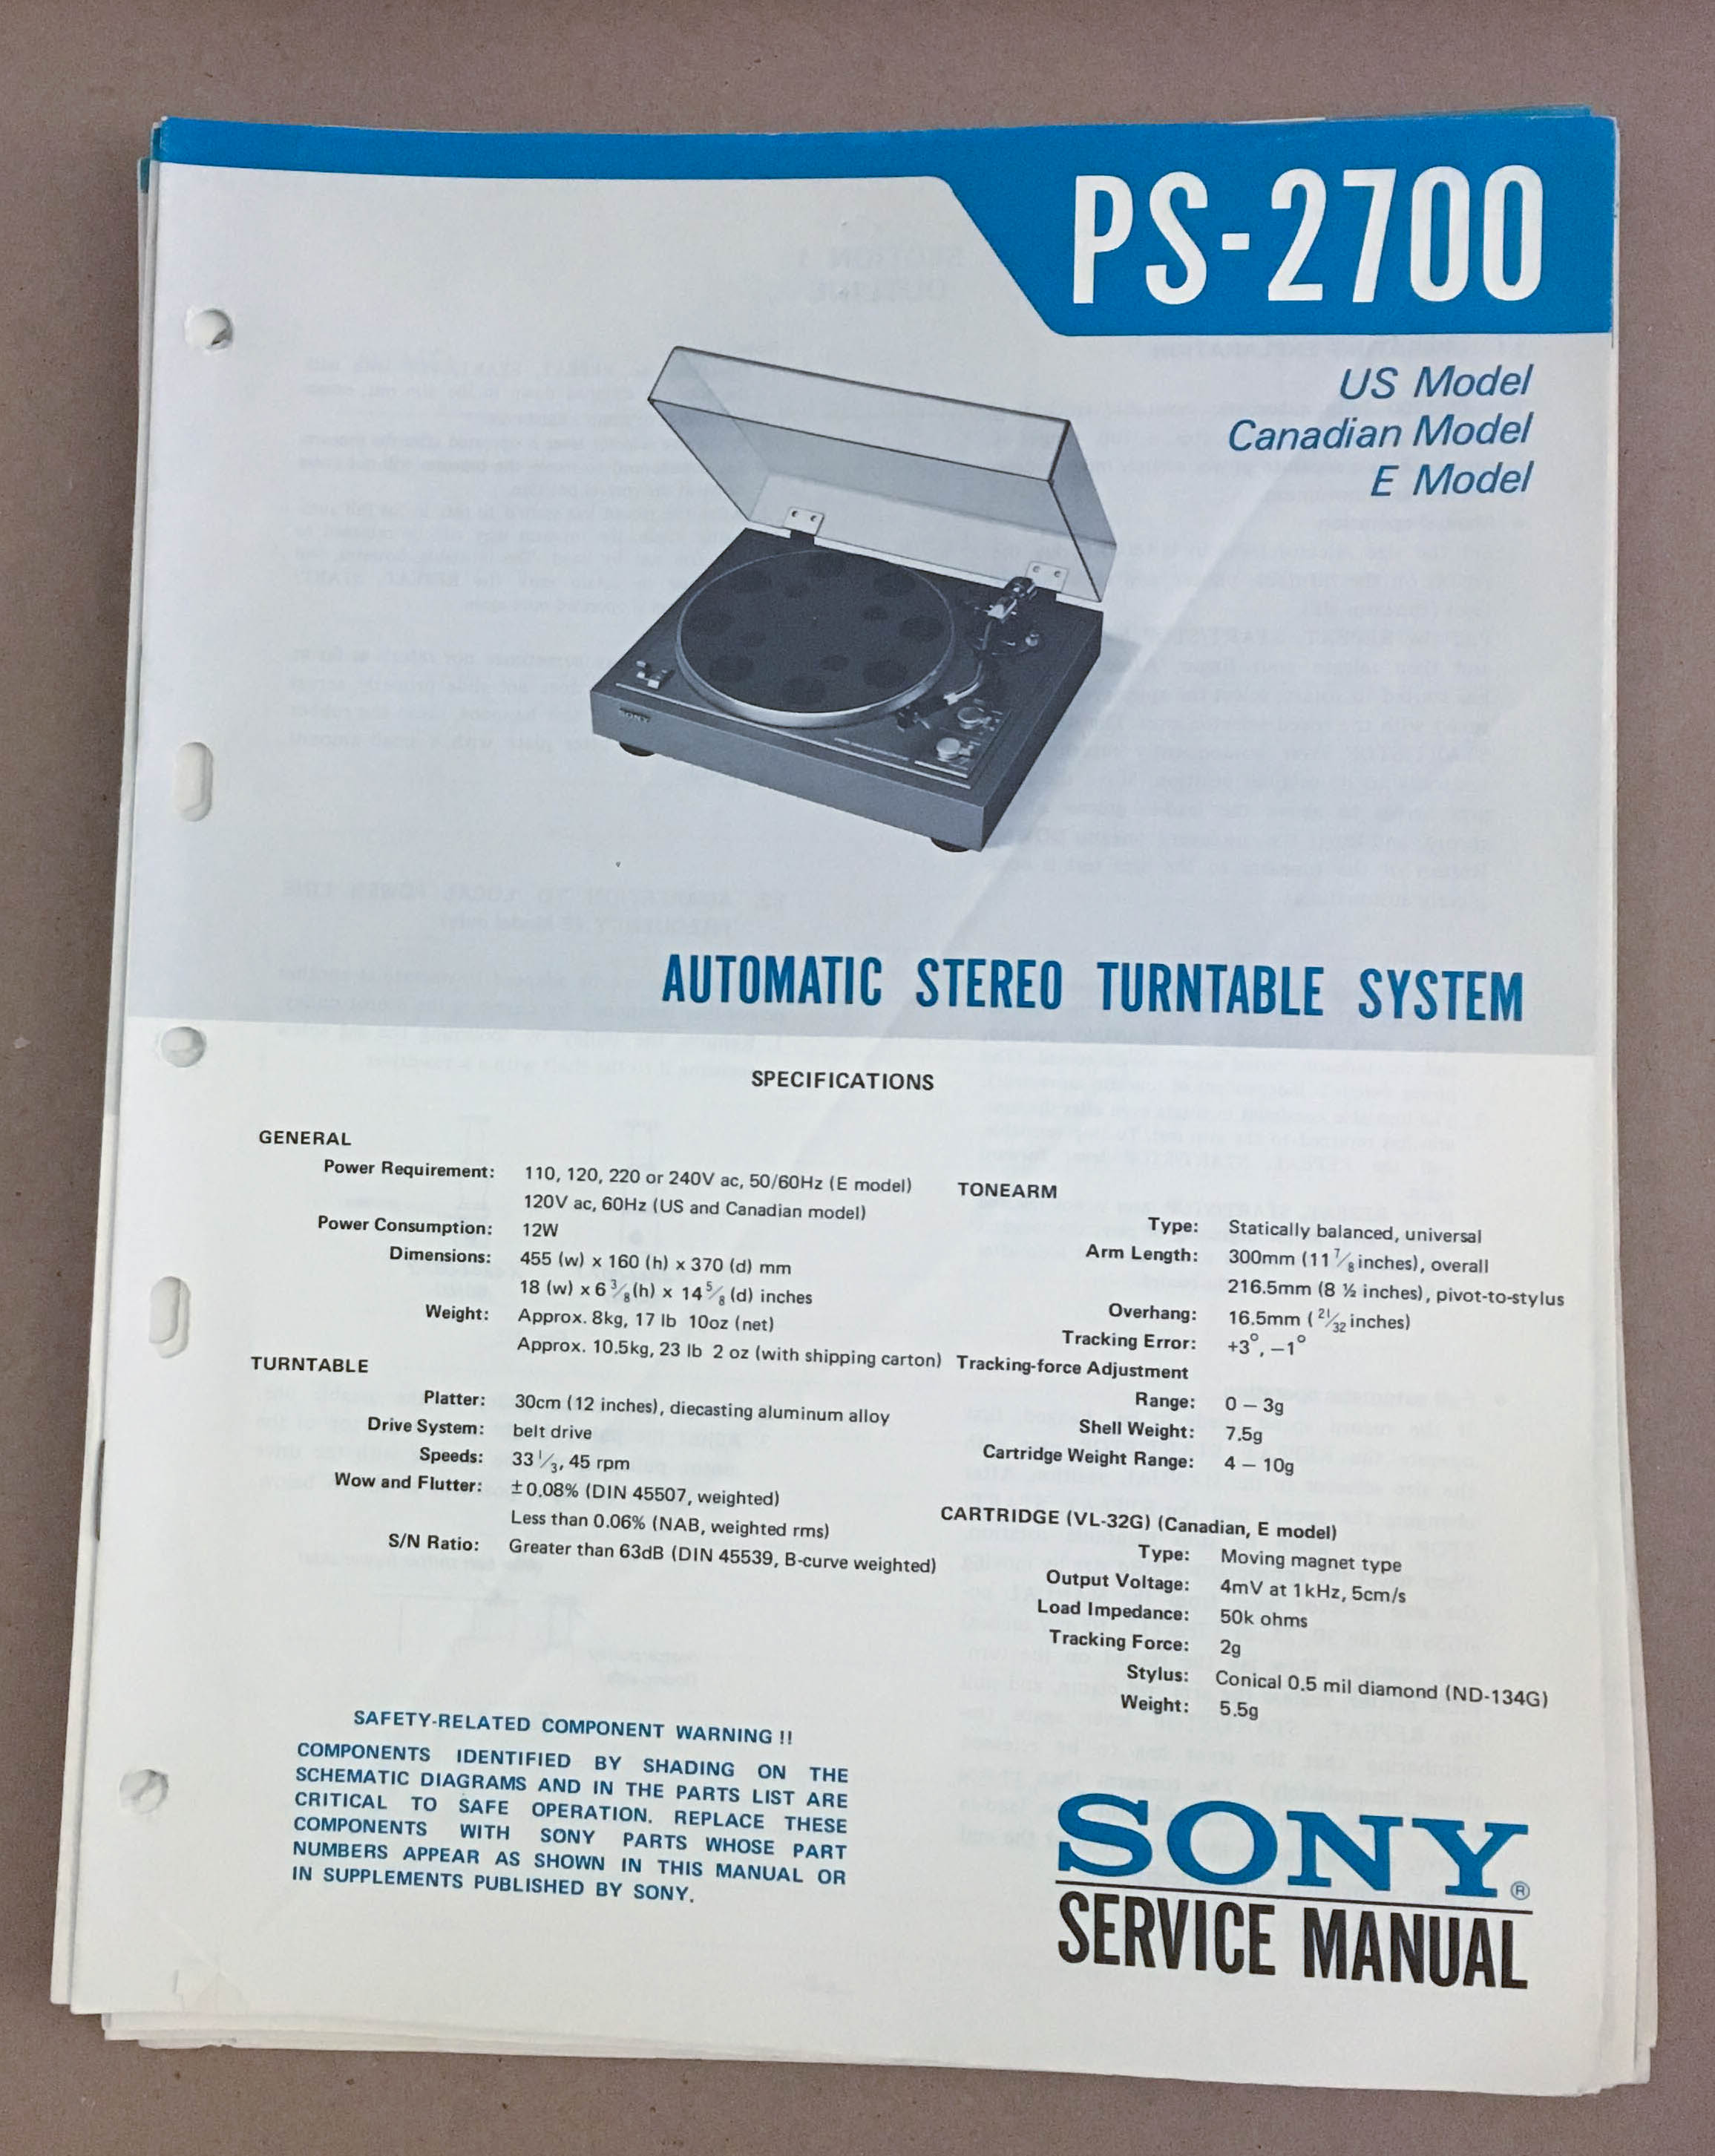 PS-2700
US Model
Canadian Model
E Model
SONY
AUTOMATIC STEREO TURNTABLE SYSTEM
SPECIFICATIONS
GENERAL
Power Requirement: 110, 120, 220 or 240V ac, 50/60Hz (E model)
120V ac, 60Hz (US and Canadian model)
Power Consumption: 12W
Dimensions: 455 (w) x 160 (h) x 370 (d) mm
18 (w) x 6 3/8 (h) x 14 5/8 (d) inches
Weight: Approx. 8kg, 17 lb 10oz (net)
Approx. 10.5kg, 23 lb 2 oz (with shipping carton)
TURNTABLE
Platter: 30cm (12 inches), diecasting aluminum alloy
Drive System: belt drive
Speeds: 33 1/3, 45 rpm
Wow and Flutter: ±0.08% (DIN 45507, weighted)
Less than 0.06% (NAB, weighted rms)
S/N Ratio: Greater than 63dB (DIN 45539, B-curve weighted)
TONEARM
Type: Statically balanced, universal
Arm Length: 300mm (11 7/8 inches), overall
216.5mm (8 ½ inches), pivot-to-stylus
Overhang: 16.5mm (21/32 inches)
Tracking Error: +3°, −1°
Tracking-force Adjustment
Range: 0 — 3g
Shell Weight: 7.5g
Cartridge Weight Range: 4 — 10g
CARTRIDGE (VL-32G) (Canadian, E model)
Type: Moving magnet type
Output Voltage: 4mV at 1kHz, 5cm/s
Load Impedance: 50k ohms
Tracking Force: 2g
Stylus: Conical 0.5 mil diamond (ND-134G)
Weight: 5.5g
SAFETY-RELATED COMPONENT WARNING !!
COMPONENTS IDENTIFIED BY SHADING ON THE
SCHEMATIC DIAGRAMS AND IN THE PARTS LIST ARE
CRITICAL TO SAFE OPERATION. REPLACE THESE
COMPONENTS WITH SONY PARTS WHOSE PART
NUMBERS APPEAR AS SHOWN IN THIS MANUAL OR
IN SUPPLEMENTS PUBLISHED BY SONY.
SONY®
SERVICE MANUAL